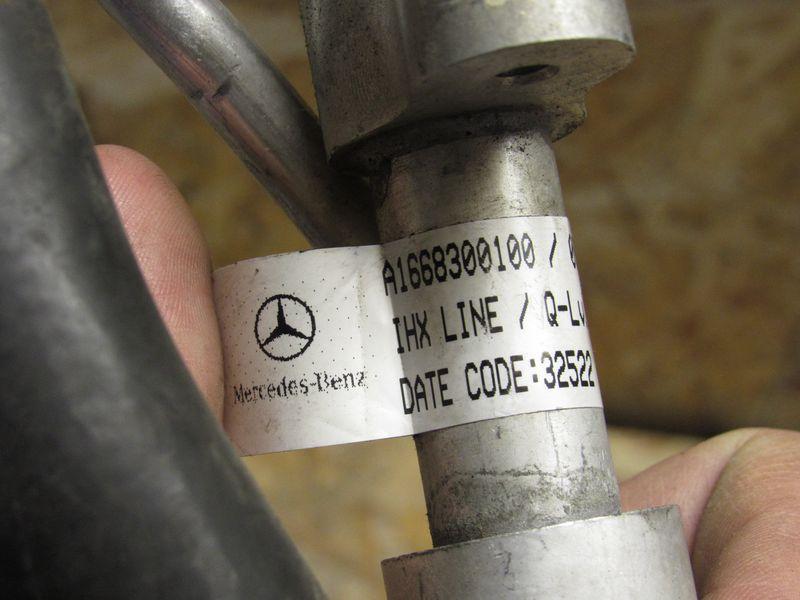 A1668300100 /
IHX LINE / Q-L
DATE CODE:32522
Mercedes-Benz